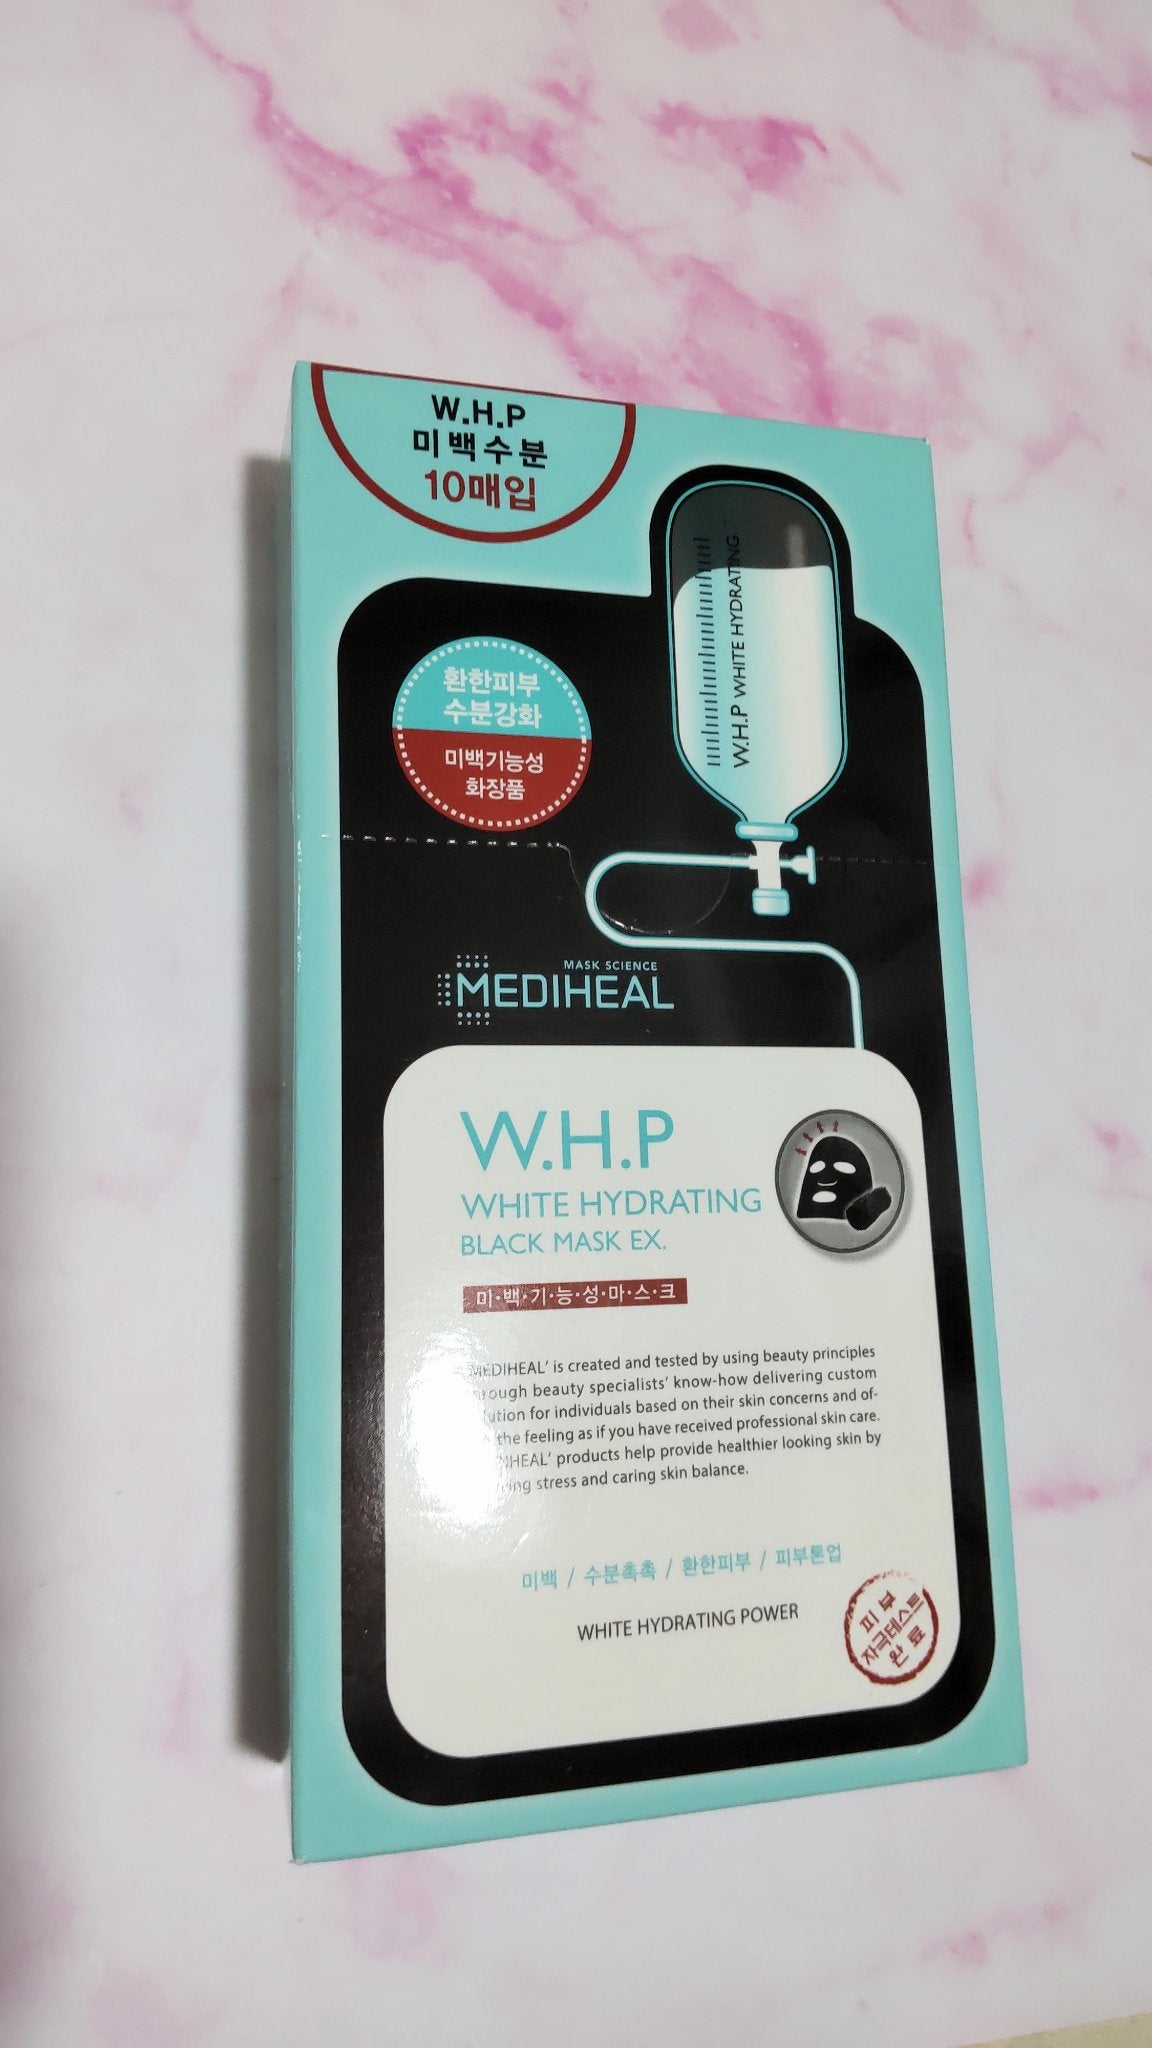 W.H.P
미백수분
10매입
W.H.P WHITE HYDRATING
환한피부
수분강화
미백기능성
화장품
MASK SCIENCE
MEDIHEAL
W.H.P
WHITE HYDRATING
BLACK MASK EX.
미·백·기·능·성·마·스·크
MEDIHEAL' is created and tested by using beauty principles
beauty specialists' know-how delivering custom
for individuals based on their skin concerns and of-
the feeling as if you have received professional skin care.
products help provide healthier looking skin by
stress and caring skin balance.
미백 / 수분촉촉 / 환한피부 / 피부톤업
WHITE HYDRATING POWER
피부
자극테스트
완료